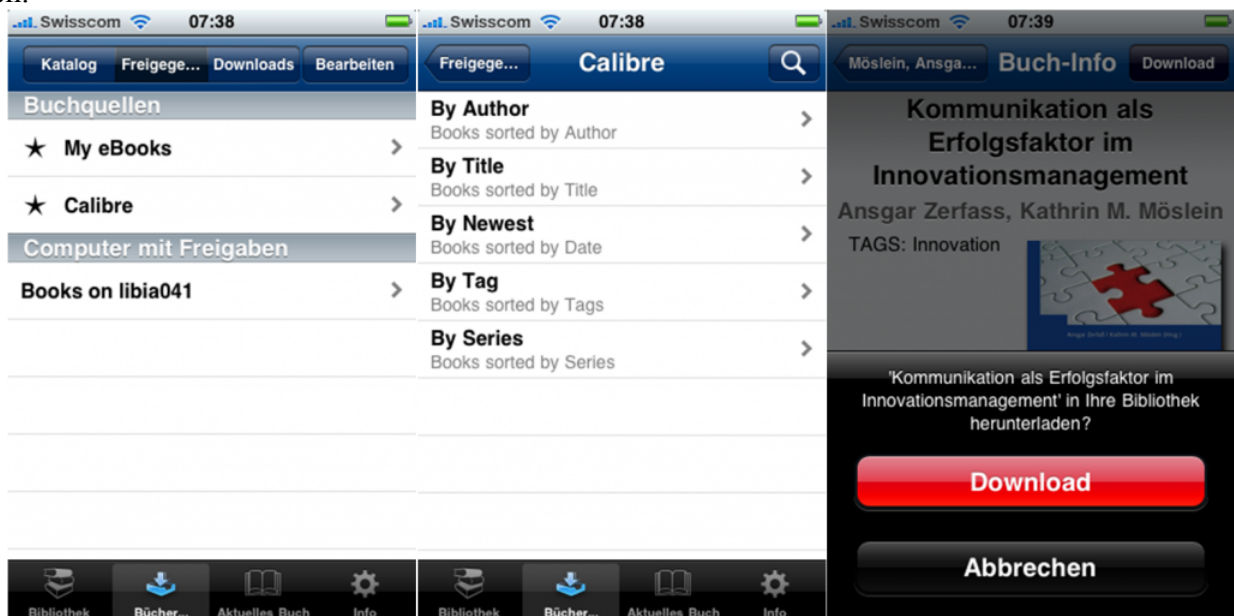 Swisscom 07:38
Katalog Freigege... Downloads Bearbeiten
Buchquellen
My eBooks
Calibre
Computer mit Freigaben
Books on libia041
Bibliothek Bücher... Aktuelles Buch Info
Swisscom 07:38
Freigege... Calibre
By Author
Books sorted by Author
By Title
Books sorted by Title
By Newest
Books sorted by Date
By Tag
Books sorted by Tags
By Series
Books sorted by Series
Bibliothek Bücher... Aktuelles Buch Info
Swisscom 07:39
Möslein, Ansga... Buch-Info Download
Kommunikation als
Erfolgsfaktor im
Innovationsmanagement
Ansgar Zerfass, Kathrin M. Möslein
TAGS: Innovation
'Kommunikation als Erfolgsfaktor im
Innovationsmanagement' in Ihre Bibliothek
herunterladen?
Download
Abbrechen